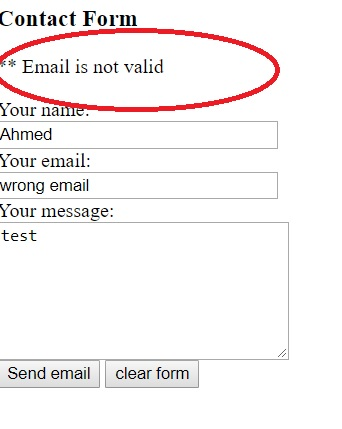 Contact Form
** Email is not valid
Your name:
Ahmed
Your email:
wrong email
Your message:
test
Send email clear form